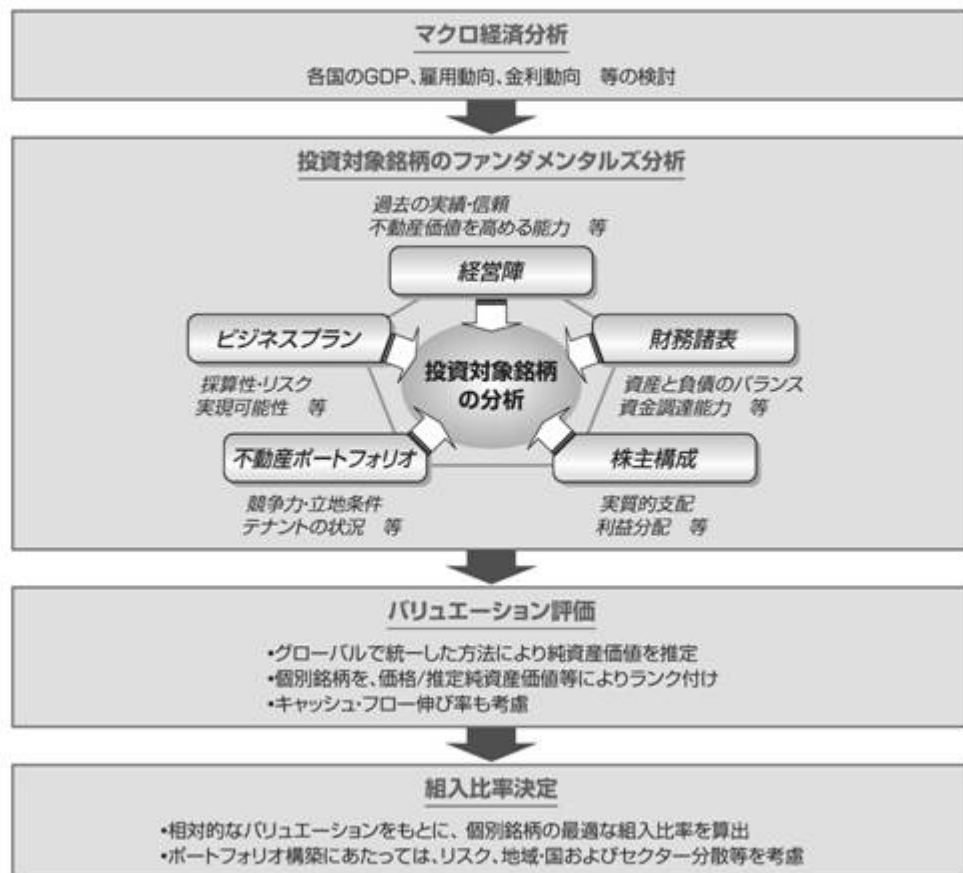 マクロ経済分析
各国のGDP、雇用動向、金利動向　等の検討
投資対象銘柄のファンダメンタルズ分析
過去の実績・信頼
不動産価値を高める能力　等
経営陣
ビジネスプラン
採算性・リスク
実現可能性　等
財務諸表
資産と負債のバランス
資金調達能力　等
投資対象銘柄
の分析
不動産ポートフォリオ
競争力・立地条件
テナントの状況　等
株主構成
実質的支配
利益分配　等
バリュエーション評価
•グローバルで統一した方法により純資産価値を推定
•個別銘柄を、価格/推定純資産価値等によりランク付け
•キャッシュ・フロー伸び率も考慮
組入比率決定
•相対的なバリュエーションをもとに、個別銘柄の最適な組入比率を算出
•ポートフォリオ構築にあたっては、リスク、地域・国およびセクター分散等を考慮